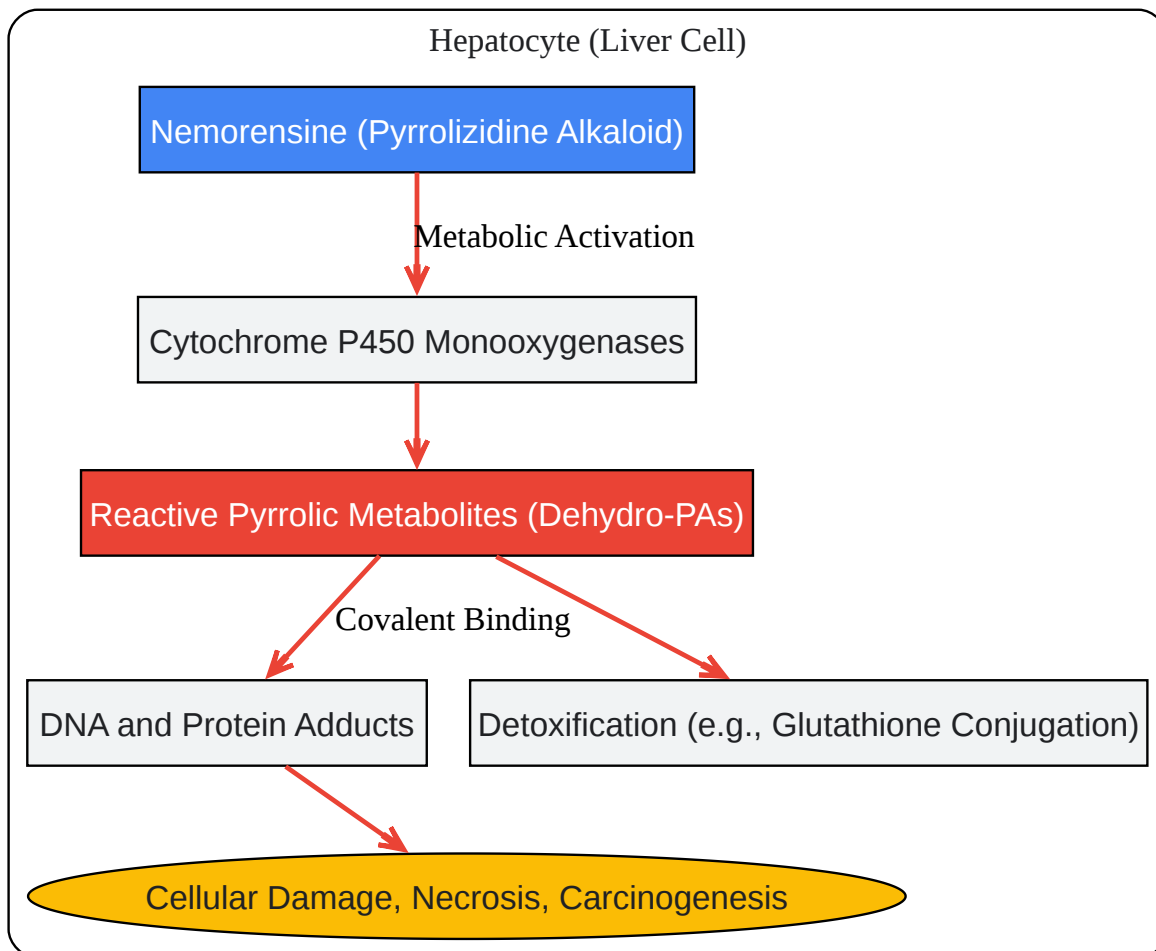 Hepatocyte (Liver Cell)
Nemorensine (Pyrrolizidine Alkaloid)
Metabolic Activation
Cytochrome P450 Monooxygenases
Reactive Pyrrolic Metabolites (Dehydro-PAs)
Covalent Binding
DNA and Protein Adducts
Detoxification (e.g., Glutathione Conjugation)
Cellular Damage, Necrosis, Carcinogenesis